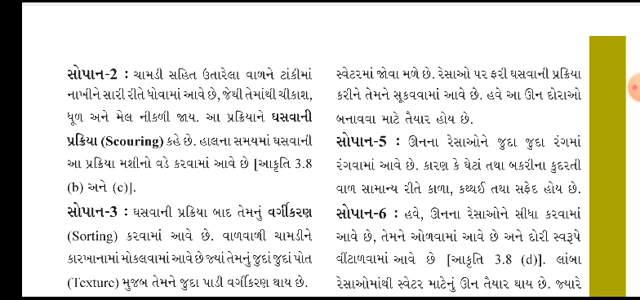 સોપાન-2 : ચામડી સહિત ઉતારેલા વાળને ટાંકીમાં
નાખીને સારી રીતે ધોવામાં આવે છે, જેથી તેમાંથી ચીકાશ,
ધૂળ અને મેલ નીકળી જાય. આ પ્રક્રિયાને ઘસવાની
પ્રક્રિયા (Scouring) કહે છે. હાલના સમયમાં ઘસવાની
આ પ્રક્રિયા મશીનો વડે કરવામાં આવે છે [આકૃતિ 3.8
(b) અને (c)].
સોપાન-3 : ઘસવાની પ્રક્રિયા બાદ તેમનું વર્ગીકરણ
(Sorting) કરવામાં આવે છે. વાળવાળી ચામડીને
કારખાનામાં મોકલવામાં આવે છે જ્યાં તેમનું જુદાં જુદાં પોત
(Texture) મુજબ તેમને જુદા પાડી વર્ગીકરણ થાય છે.
સ્વેટરમાં જોવા મળે છે. રેસાઓ પર ફરી ઘસવાની પ્રક્રિયા
કરીને તેમને સૂકવવામાં આવે છે. હવે આ ઊન દોરાઓ
બનાવવા માટે તૈયાર હોય છે.
સોપાન-5 : ઊનના રેસાઓને જુદા જુદા રંગમાં
રંગવામાં આવે છે. કારણ કે ઘેટાં તથા બકરીના કુદરતી
વાળ સામાન્ય રીતે કાળા, કથ્થઈ તથા સફેદ હોય છે.
સોપાન-6 : હવે, ઊનના રેસાઓને સીધા કરવામાં
આવે છે, તેમને ઓળવામાં આવે છે અને દોરી સ્વરૂપે
વીંટાળવામાં આવે છે [આકૃતિ 3.8 (d)]. લાંબા
રેસાઓમાંથી સ્વેટર માટેનું ઊન તૈયાર થાય છે. જ્યારે